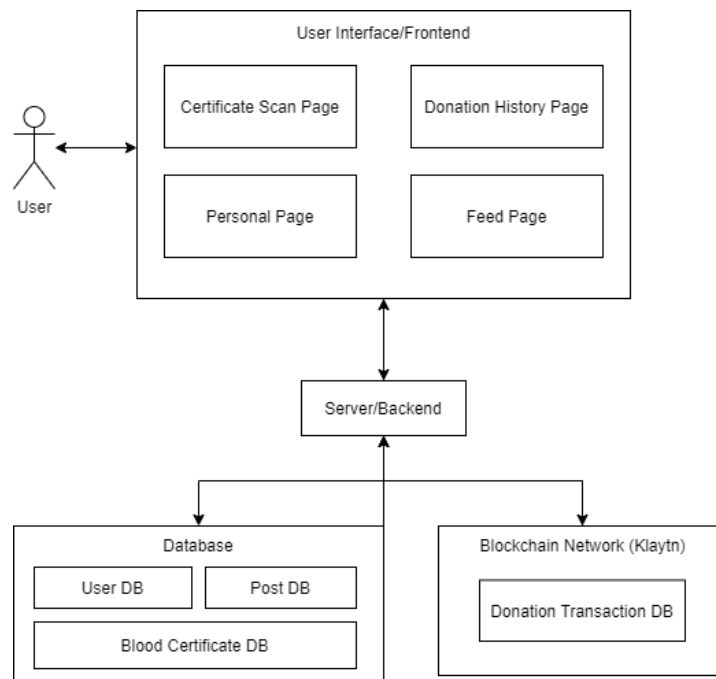 User Interface/Frontend
Certificate Scan Page
Donation History Page
User
Personal Page
Feed Page
Server/Backend
Database
Blockchain Network (Klaytn)
User DB
Post DB
Donation Transaction DB
Blood Certificate DB